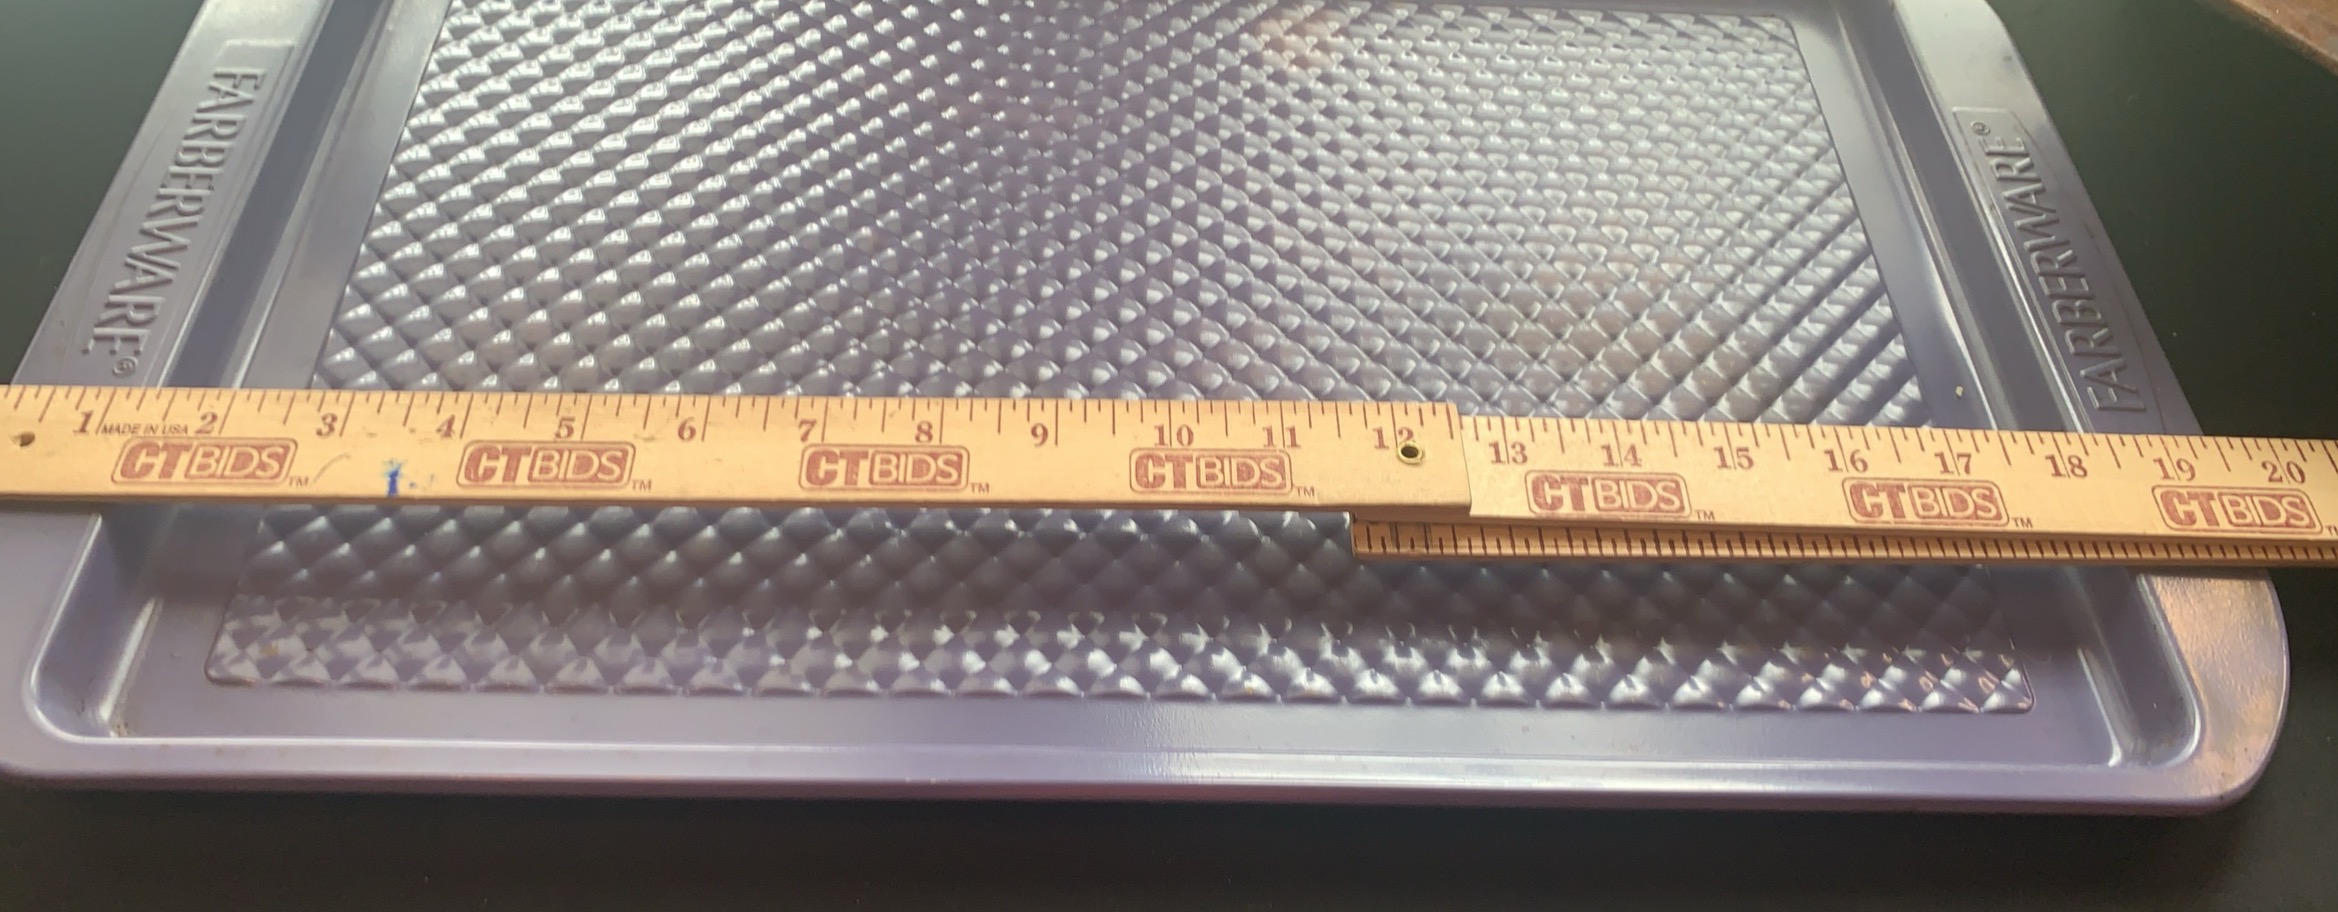 FARBERWARE®
FARBERWARE®
1 2 3 4 5 6 7 8 9 10 11 12 13 14 15 16 17 18 19 20
MADE IN USA
CTBIDS™ CTBIDS™ CTBIDS™ CTBIDS™ CTBIDS™ CTBIDS™ CTBIDS™